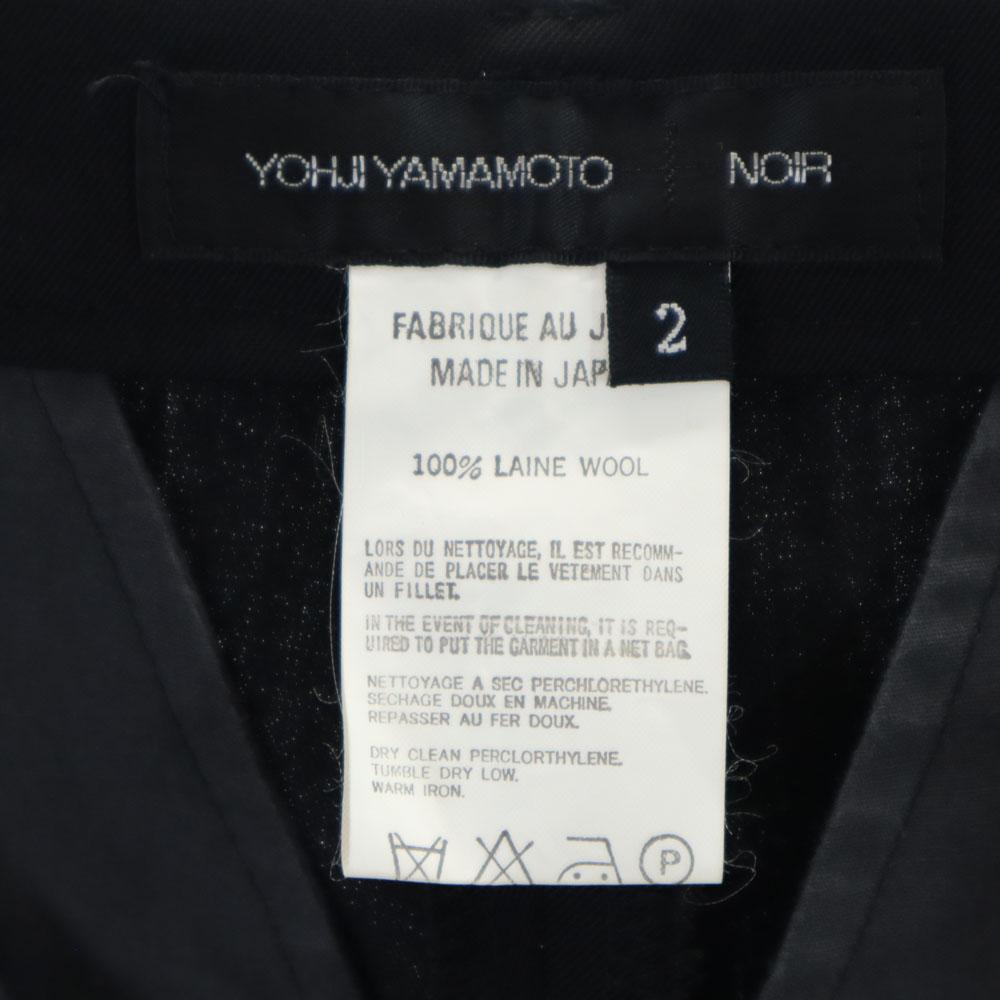 YOHJI YAMAMOTO NOIR
2
FABRIQUE AU J
MADE IN JAP
100% LAINE WOOL
LORS DU NETTOYAGE, IL EST RECOMM-
ANDE DE PLACER LE VETEMENT DANS
UN FILLET.
IN THE EVENT OF CLEANING, IT IS REQ-
UIRED TO PUT THE GARMENT IN A NET BAG.
NETTOYAGE A SEC PERCHLORETHYLENE.
SECHAGE DOUX EN MACHINE.
REPASSER AU FER DOUX.
DRY CLEAN PERCLORTHYLENE.
TUMBLE DRY LOW.
WARM IRON.
P